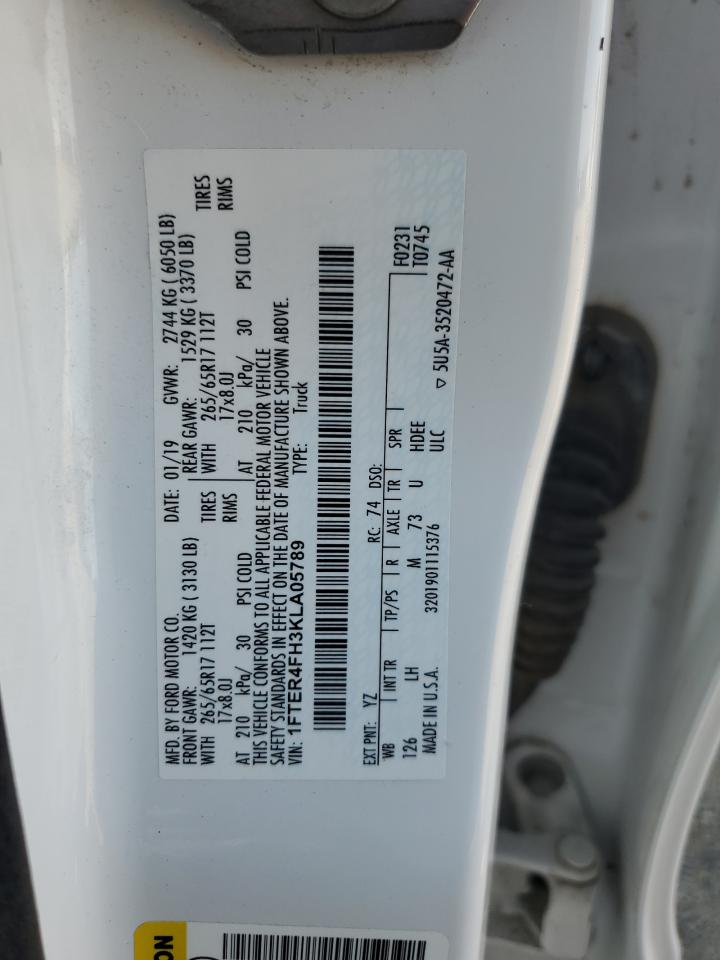 MFD. BY FORD MOTOR CO.
DATE: 01/19 GVWR: 2744 KG ( 6050 LB)
FRONT GAWR: 1420 KG ( 3130 LB) REAR GAWR: 1529 KG ( 3370 LB)
WITH 265/65R17 112T TIRES WITH 265/65R17 112T TIRES
17x8.0J RIMS 17x8.0J RIMS
AT 210 kPa/ 30 PSI COLD AT 210 kPa/ 30 PSI COLD
THIS VEHICLE CONFORMS TO ALL APPLICABLE FEDERAL MOTOR VEHICLE
SAFETY STANDARDS IN EFFECT ON THE DATE OF MANUFACTURE SHOWN ABOVE.
VIN: 1FTER4FH3KLA05789 TYPE: Truck
EXT PNT: YZ RC: 74 DSO: F0231
WB INT TR TP/PS R AXLE TR SPR T0745
126 LH M 73 U HDEE
MADE IN U.S.A. 3201901115376 ULC ▽ 5U5A-3520472-AA
ON